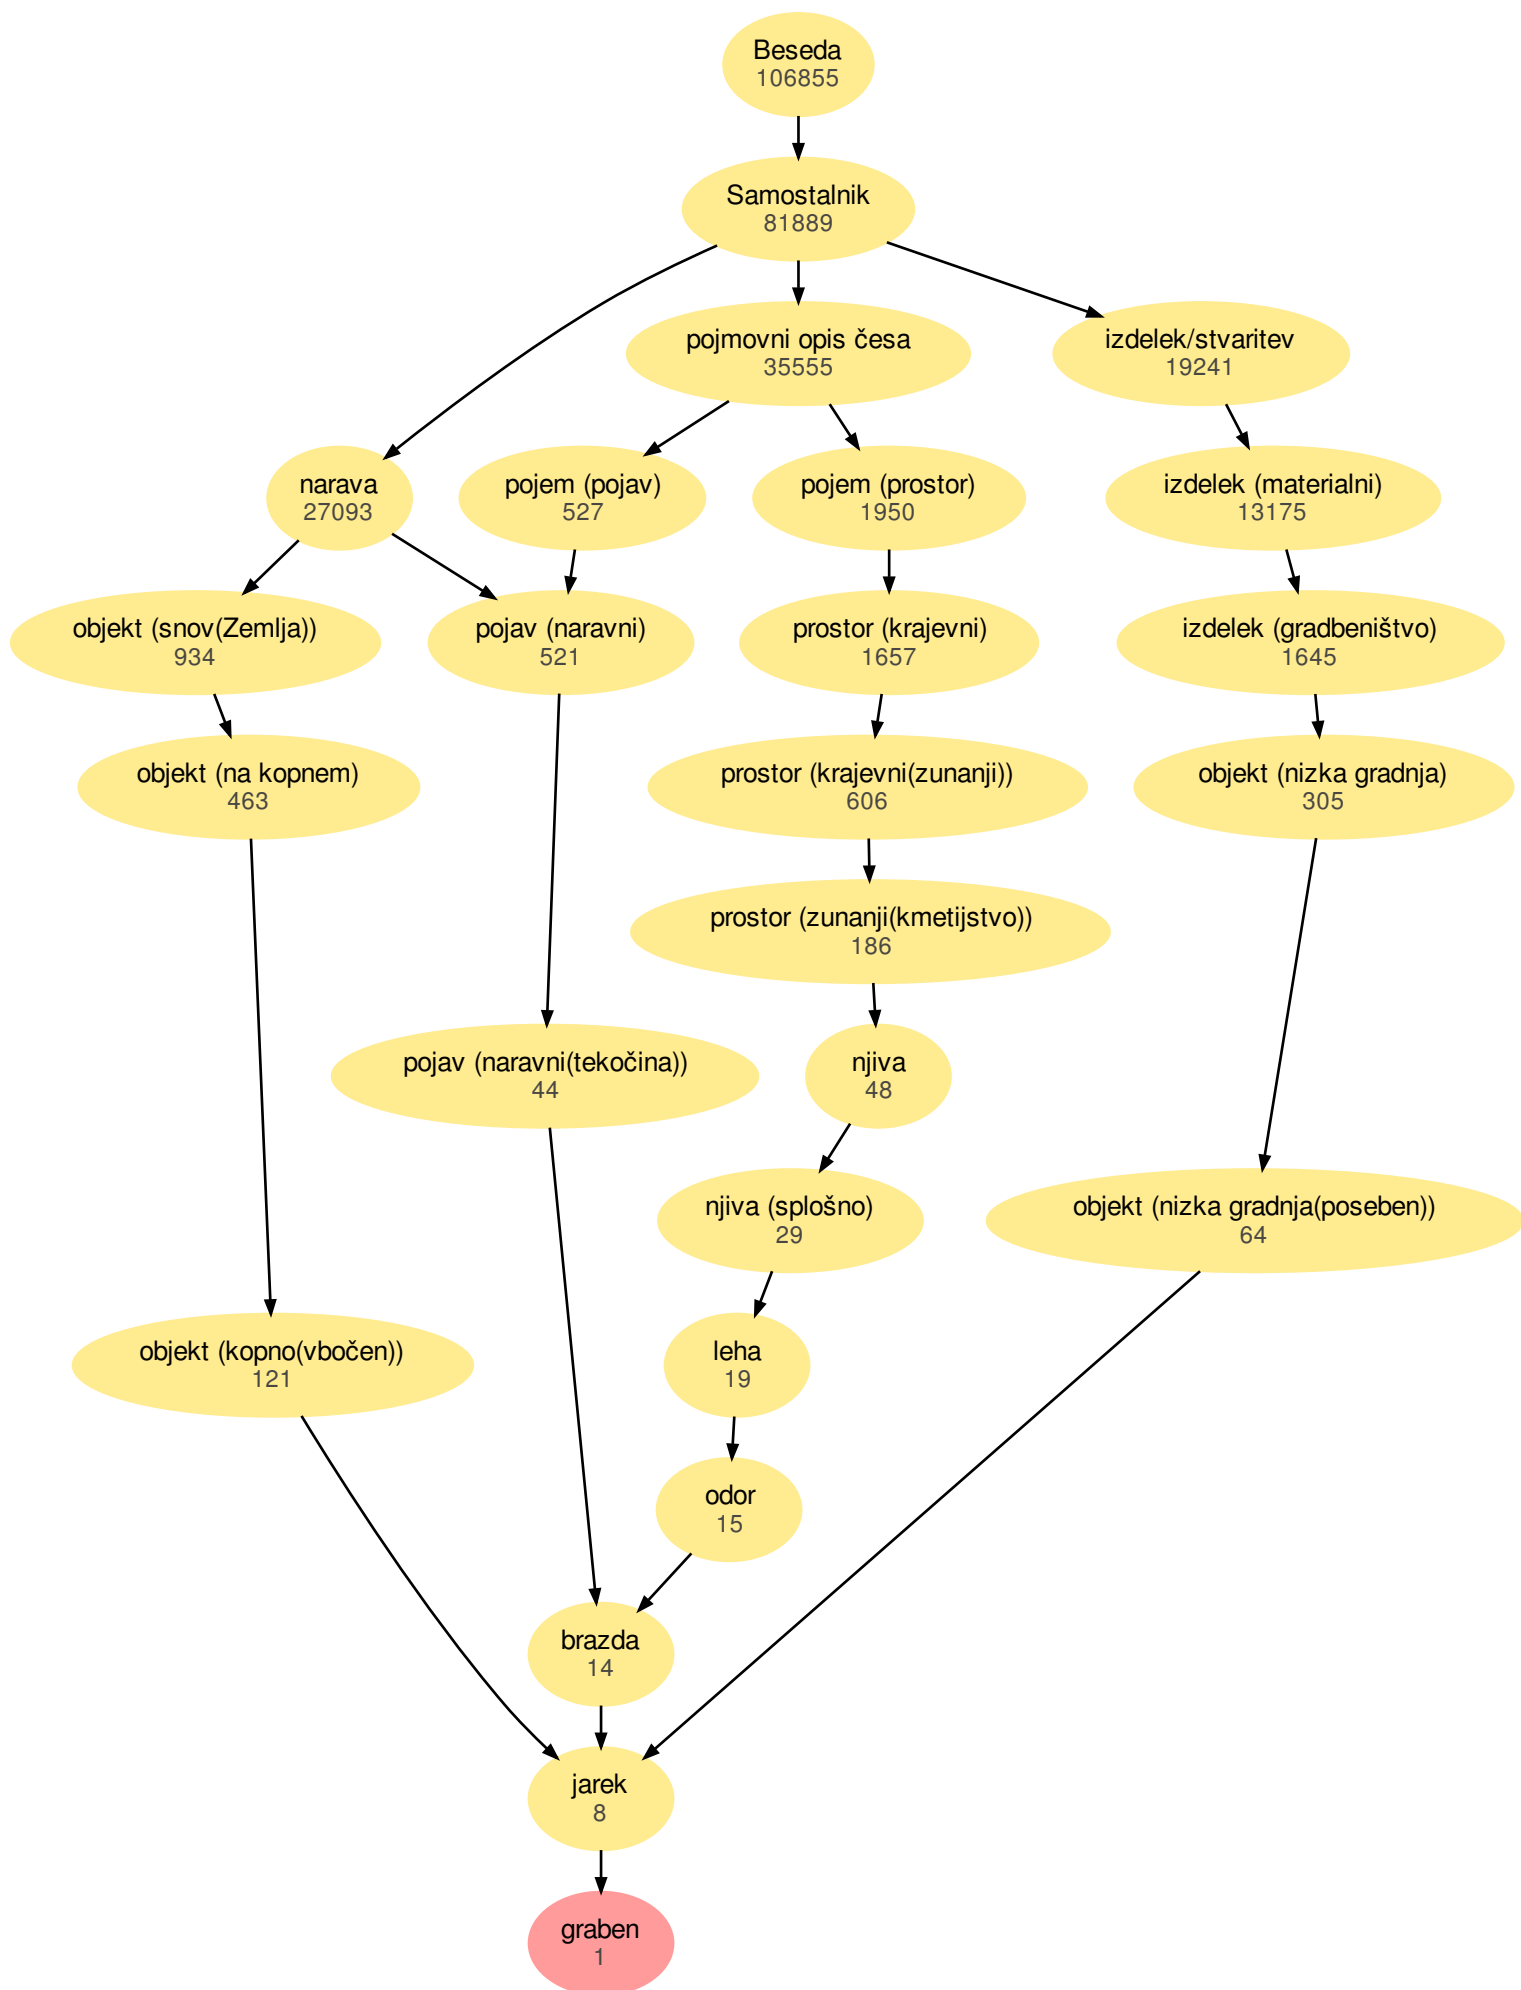 Beseda
106855
Samostalnik
81889
pojmovni opis česa
35555
izdelek/stvaritev
19241
narava
27093
pojem (pojav)
527
pojem (prostor)
1950
izdelek (materialni)
13175
objekt (snov(Zemlja))
934
pojav (naravni)
521
prostor (krajevni)
1657
izdelek (gradbeništvo)
1645
objekt (na kopnem)
463
prostor (krajevni(zunanji))
606
objekt (nizka gradnja)
305
prostor (zunanji(kmetijstvo))
186
pojav (naravni(tekočina))
44
njiva
48
njiva (splošno)
29
objekt (nizka gradnja(poseben))
64
objekt (kopno(vbočen))
121
leha
19
odor
15
brazda
14
jarek
8
graben
1